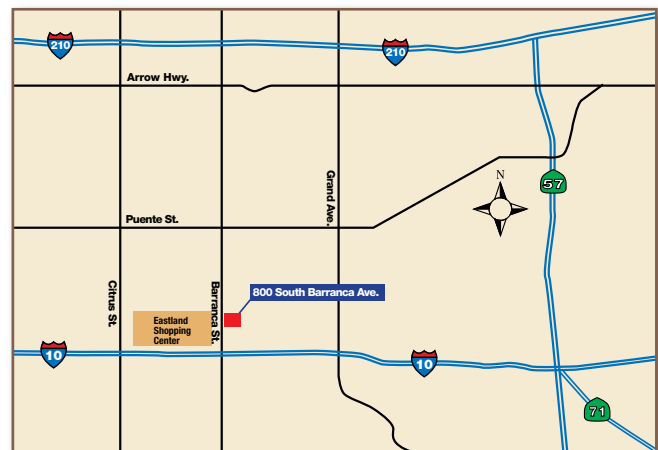 210
210
Arrow Hwy.
N
57
Grand Ave.
Puente St.
Citrus St.
Barranca St.
800 South Barranca Ave.
Eastland
Shopping
Center
10
10
71